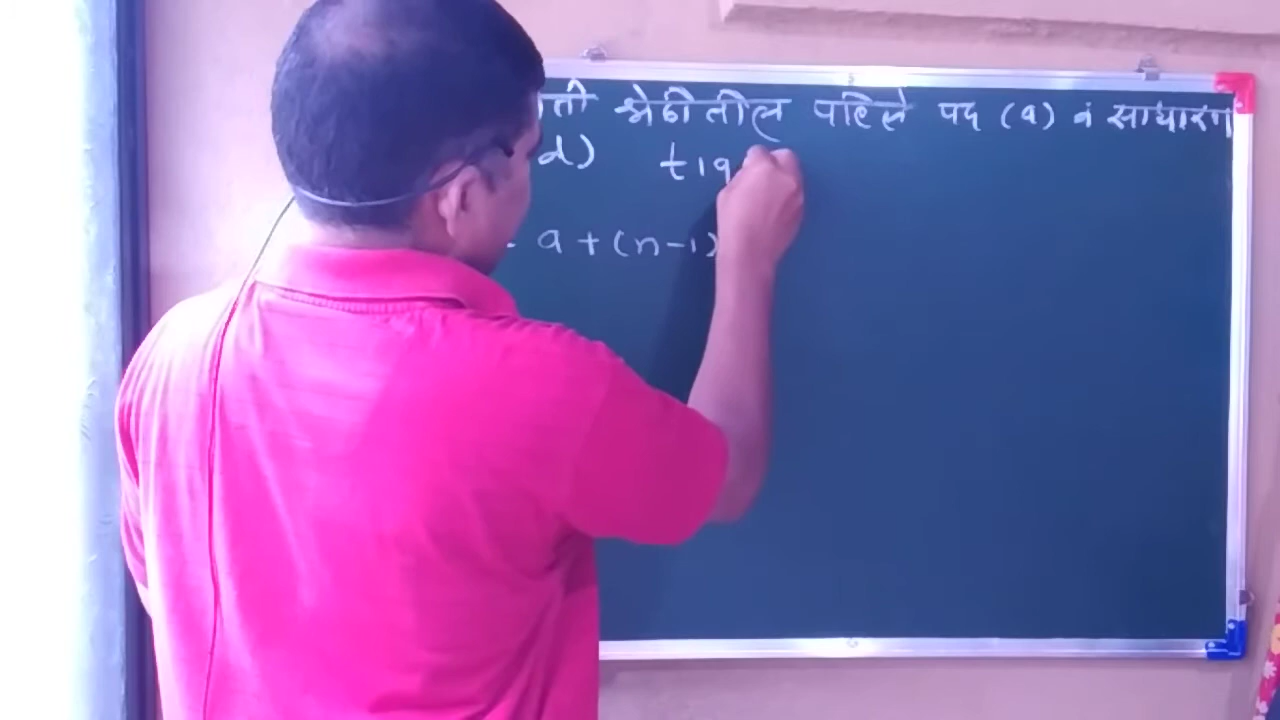 श्रेढीतील पहिले पद (a) व साधारण
d) t19
a + (n-1)